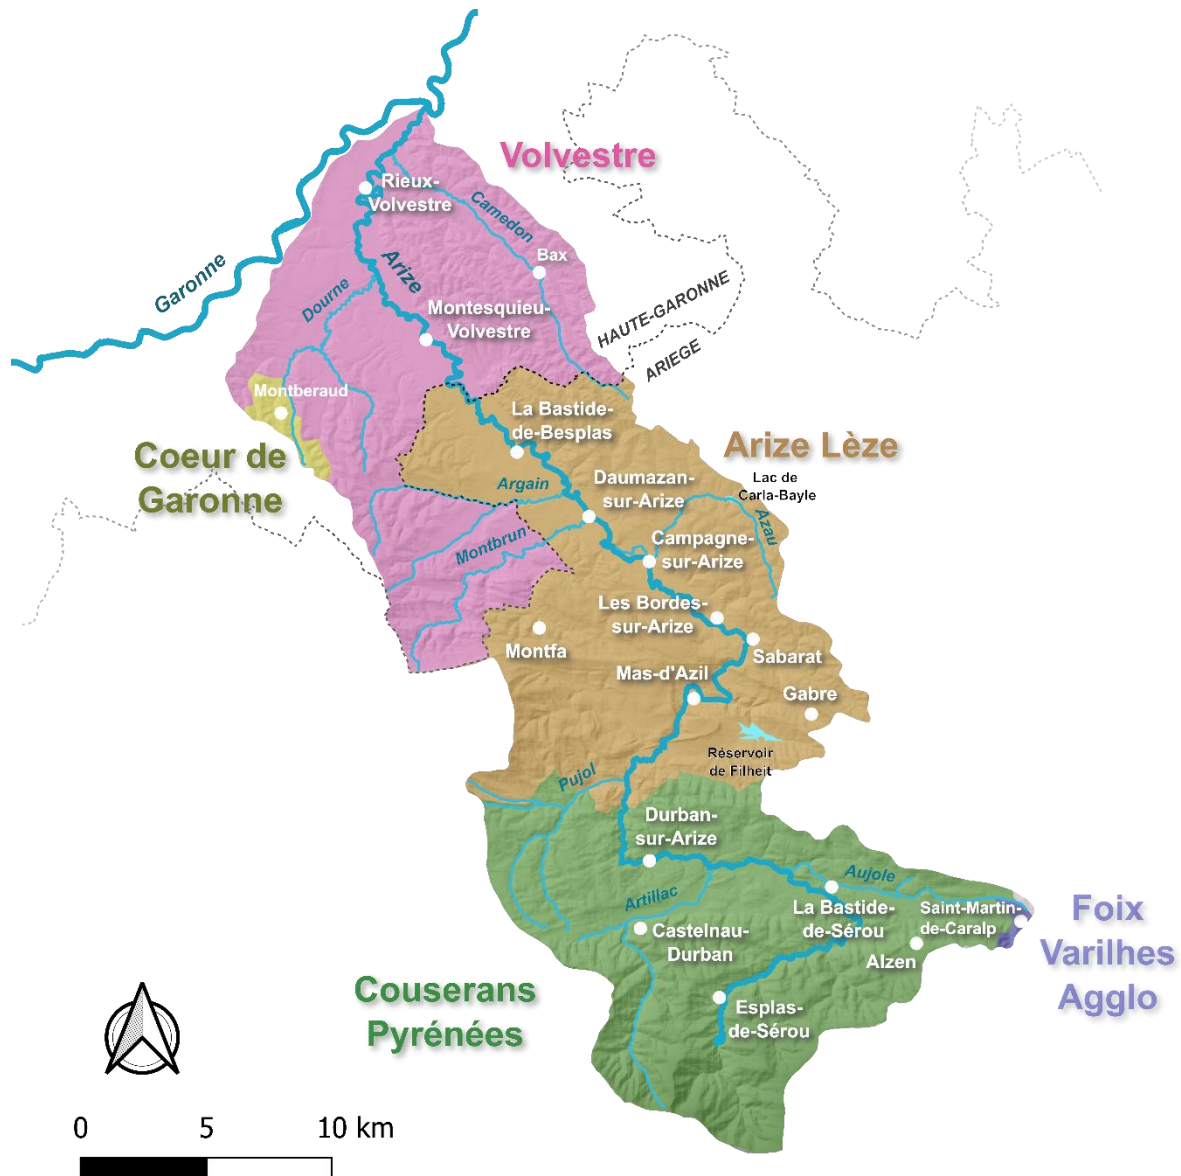 Volvestre
Rieux-
Volvestre
Camedon
Bax
Garonne
Arize
Dourne
HAUTE-GARONNE
ARIEGE
Montesquieu-
Volvestre
Montberaud
La Bastide-
de-Besplas
Coeur de
Garonne
Arize Lèze
Lac de
Carla-Bayle
Daumazan-
sur-Arize
Argain
Azau
Montbrun
Campagne-
sur-Arize
Les Bordes-
sur-Arize
Montfa
Sabarat
Mas-d'Azil
Gabre
Réservoir
de Filheit
Pujol
Durban-
sur-Arize
Aujole
Artillac
La Bastide-
de-Sérou
Saint-Martin-
de-Caralp
Foix
Varilhes
Agglo
Castelnau-
Durban
Alzen
Couserans
Pyrénées
Esplas-
de-Sérou
0 5 10 km